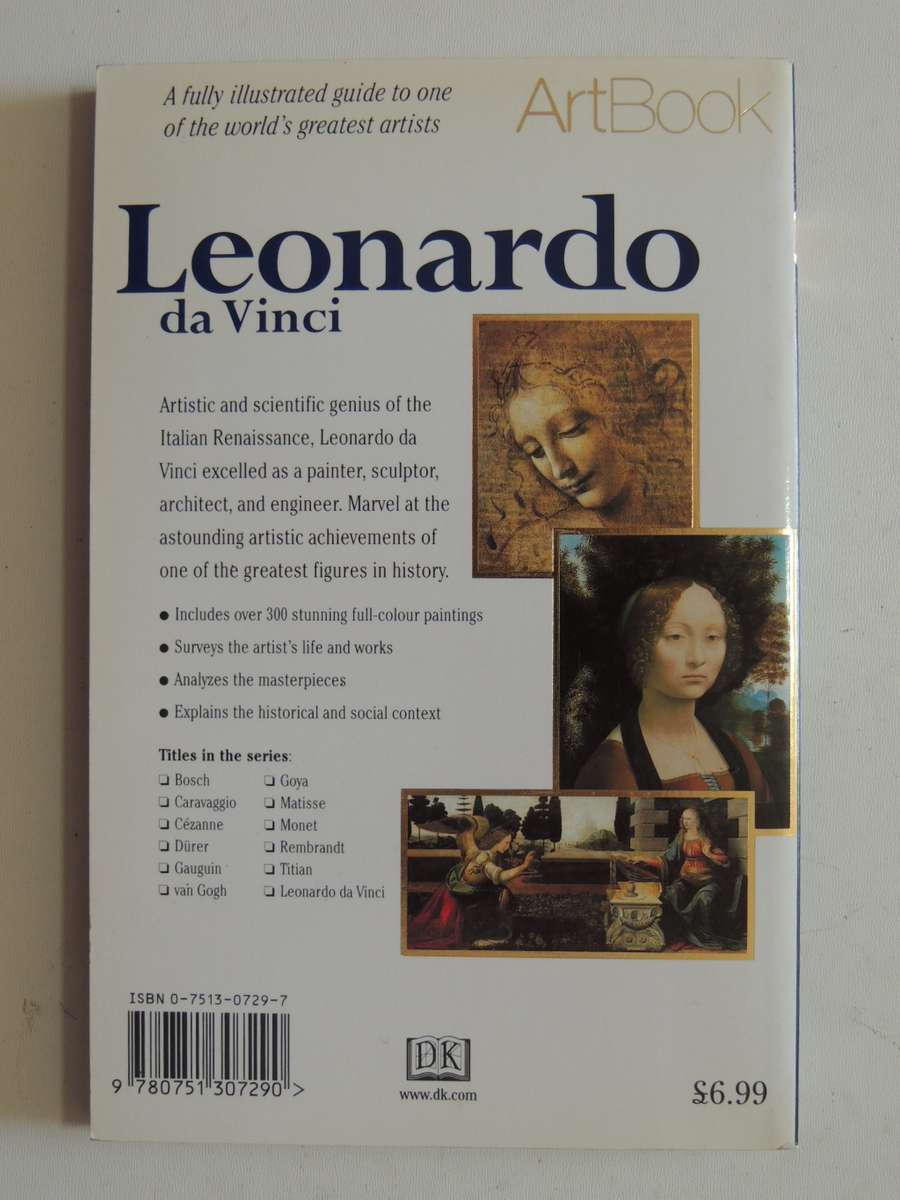 A fully illustrated guide to one
of the world's greatest artists
ArtBook
Leonardo
da Vinci
Artistic and scientific genius of the
Italian Renaissance, Leonardo da
Vinci excelled as a painter, sculptor,
architect, and engineer. Marvel at the
astounding artistic achievements of
one of the greatest figures in history.
● Includes over 300 stunning full-colour paintings
● Surveys the artist's life and works
● Analyzes the masterpieces
● Explains the historical and social context
Titles in the series:
❑ Bosch
❑ Caravaggio
❑ Cézanne
❑ Dürer
❑ Gauguin
❑ van Gogh
❑ Goya
❑ Matisse
❑ Monet
❑ Rembrandt
❑ Titian
❑ Leonardo da Vinci
ISBN 0-7513-0729-7
9 780751 307290 >
DK
www.dk.com
£6.99